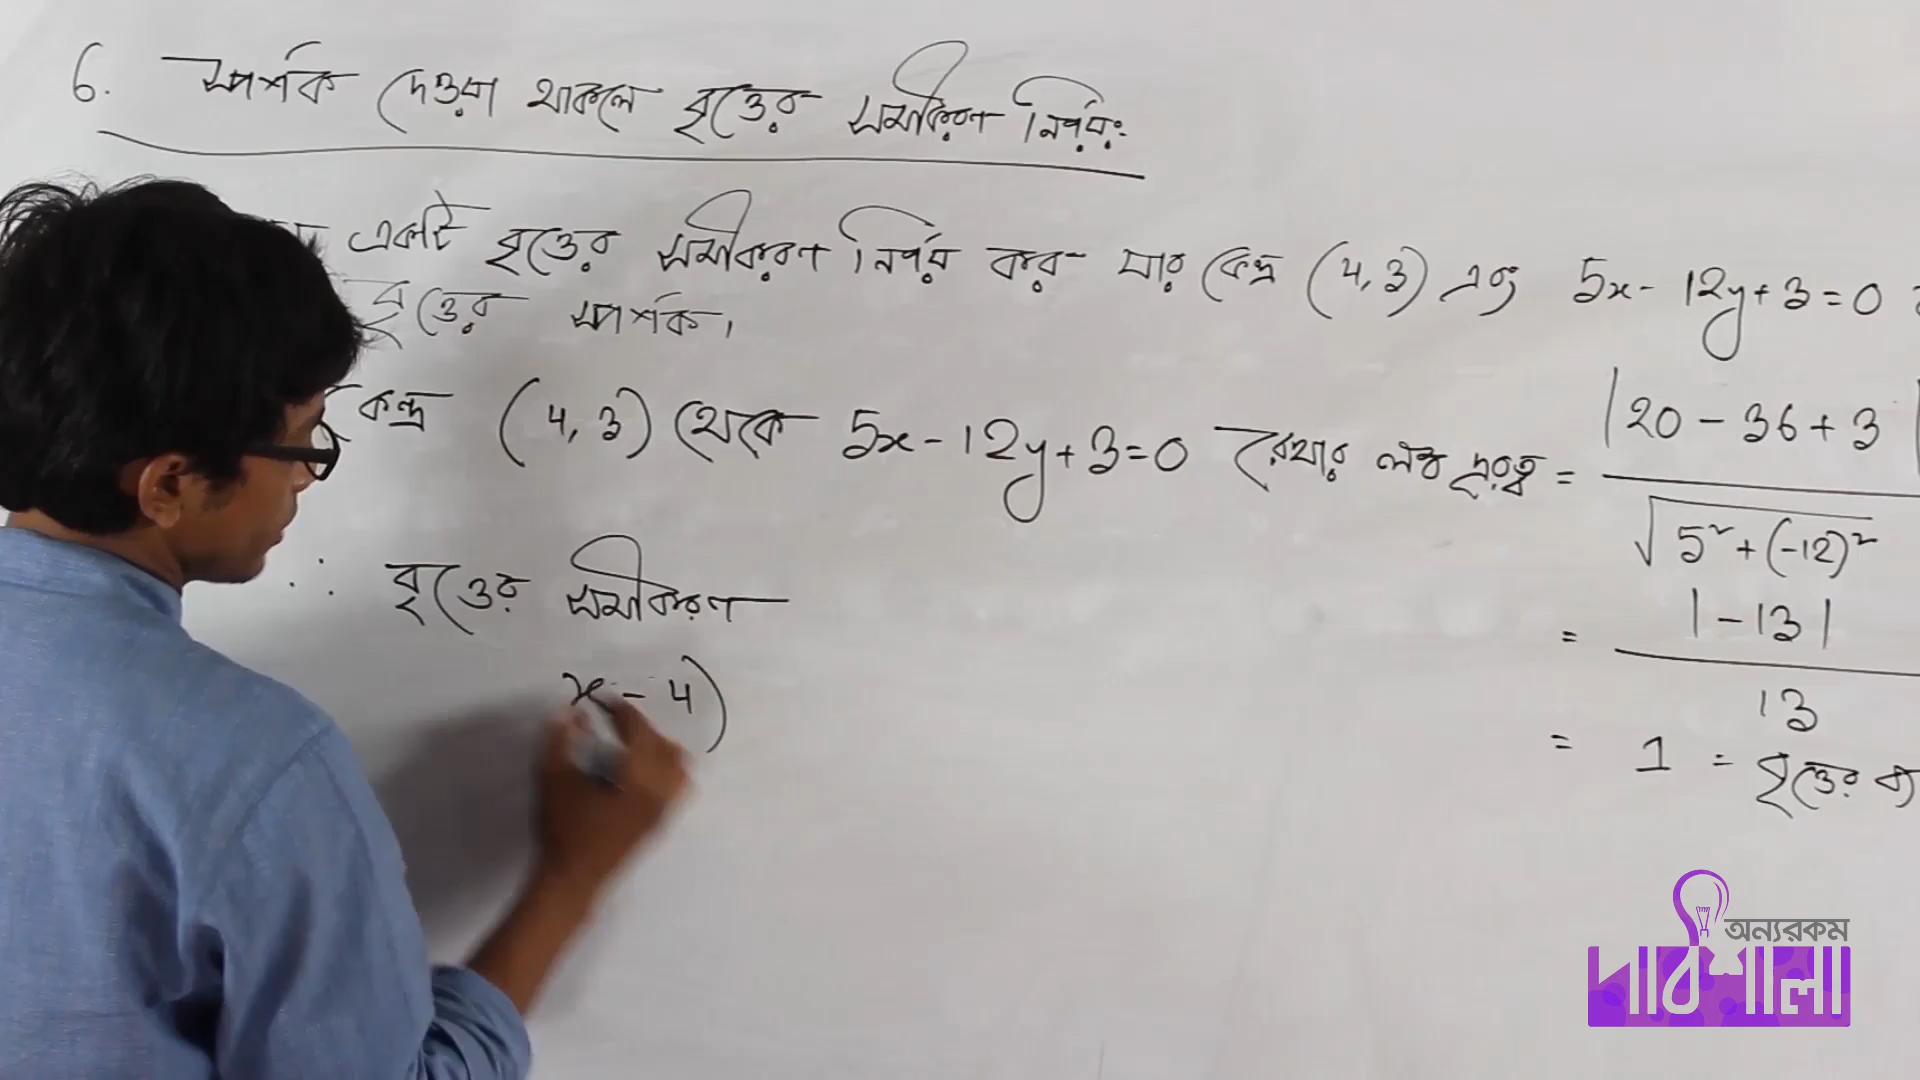 6. স্পর্শক দেওয়া থাকলে বৃত্তের সমীকরণ নির্ণয়ঃ
একটি বৃত্তের সমীকরণ নির্ণয় কর যার কেন্দ্র (4,3) এবং 5x-12y+3=0
বৃত্তের স্পর্শক।
কেন্দ্র (4,3) থেকে 5x-12y+3=0 রেখার লম্ব দূরত্ব = |20-36+3|
√5²+(-12)²
∴ বৃত্তের সমীকরণ
= |-13|
13
x-4)
= 1 = বৃত্তের
অন্যরকম
পাঠশালা